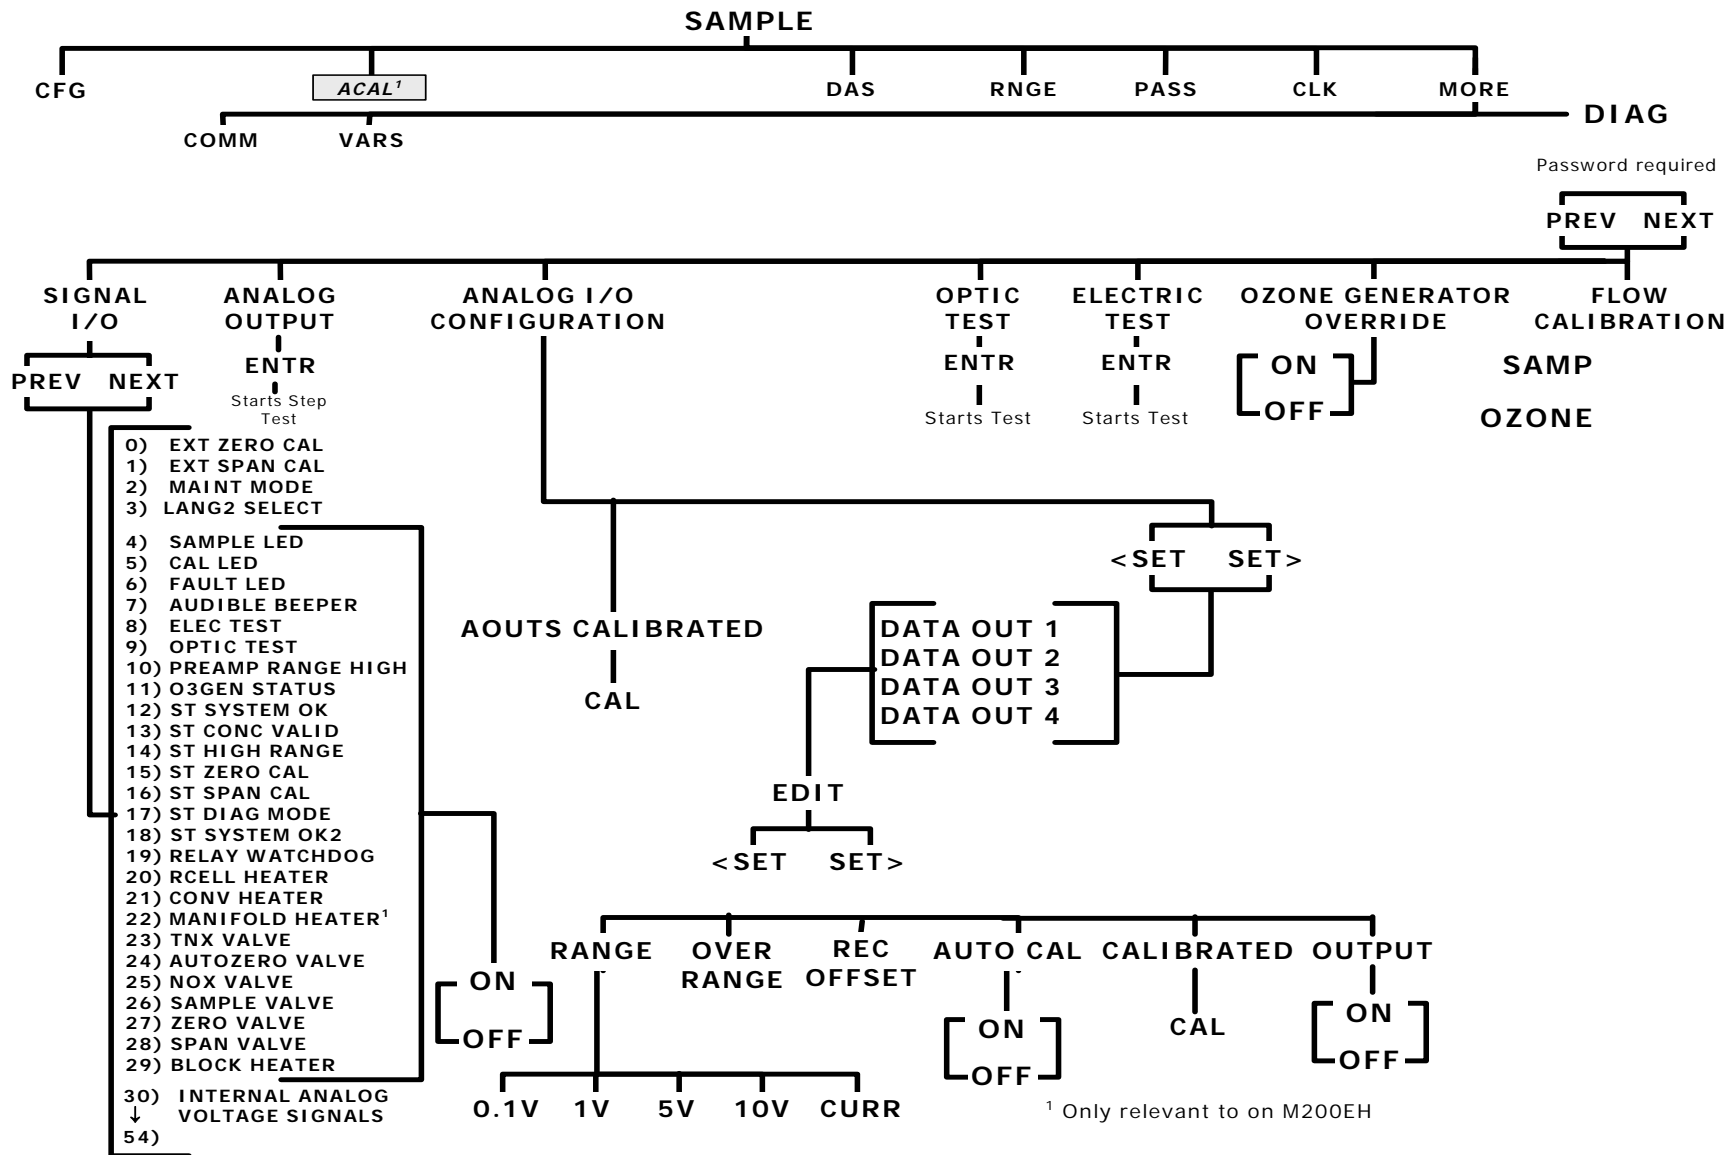 SAMPLE
CFG
ACAL¹
DAS
RNGE
PASS
CLK
MORE
DIAG
COMM
VARS
Password required
PREV NEXT
SIGNAL
I/O
ANALOG
OUTPUT
ANALOG I/O
CONFIGURATION
OPTIC
TEST
ELECTRIC
TEST
OZONE GENERATOR
OVERRIDE
FLOW
CALIBRATION
PREV NEXT
ENTR
Starts Step
Test
ENTR
Starts Test
ENTR
Starts Test
ON
OFF
SAMP
OZONE
0) EXT ZERO CAL
1) EXT SPAN CAL
2) MAINT MODE
3) LANG2 SELECT
4) SAMPLE LED
5) CAL LED
6) FAULT LED
7) AUDIBLE BEEPER
8) ELEC TEST
9) OPTIC TEST
10) PREAMP RANGE HIGH
11) O3GEN STATUS
12) ST SYSTEM OK
13) ST CONC VALID
14) ST HIGH RANGE
15) ST ZERO CAL
16) ST SPAN CAL
17) ST DIAG MODE
18) ST SYSTEM OK2
19) RELAY WATCHDOG
20) RCELL HEATER
21) CONV HEATER
22) MANIFOLD HEATER¹
23) TNX VALVE
24) AUTOZERO VALVE
25) NOX VALVE
26) SAMPLE VALVE
27) ZERO VALVE
28) SPAN VALVE
29) BLOCK HEATER
30) INTERNAL ANALOG
↓ VOLTAGE SIGNALS
54)
ON
OFF
AOUTS CALIBRATED
CAL
<SET SET>
DATA OUT 1
DATA OUT 2
DATA OUT 3
DATA OUT 4
EDIT
<SET SET>
RANGE
OVER
RANGE
REC
OFFSET
AUTO CAL
CALIBRATED
OUTPUT
ON
OFF
CAL
ON
OFF
0.1V 1V 5V 10V CURR
¹ Only relevant to on M200EH